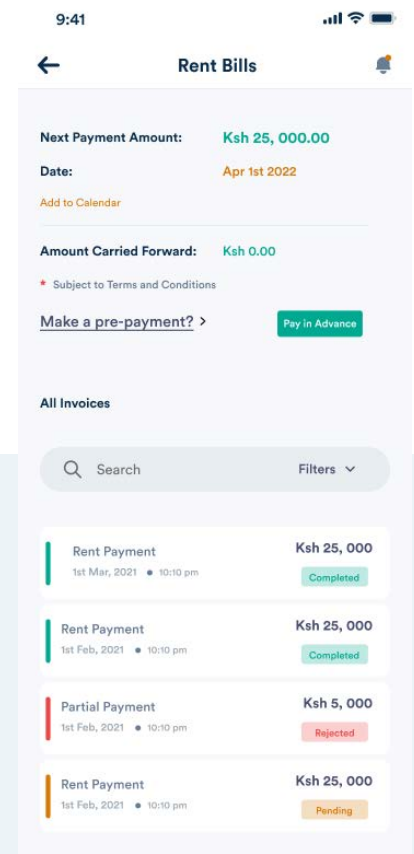 9:41
Rent Bills
Next Payment Amount: Ksh 25, 000.00
Date: Apr 1st 2022
Add to Calendar
Amount Carried Forward: Ksh 0.00
* Subject to Terms and Conditions
Make a pre-payment? > Pay in Advance
All Invoices
Search Filters
Rent Payment Ksh 25, 000
1st Mar, 2021 • 10:10 pm Completed
Rent Payment Ksh 25, 000
1st Feb, 2021 • 10:10 pm Completed
Partial Payment Ksh 5, 000
1st Feb, 2021 • 10:10 pm Rejected
Rent Payment Ksh 25, 000
1st Feb, 2021 • 10:10 pm Pending